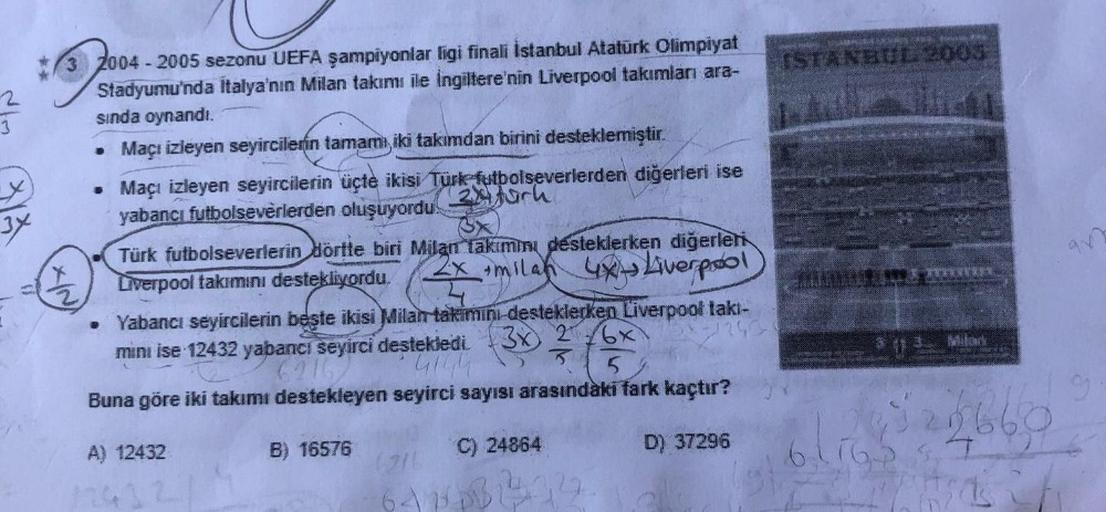 3 2004 - 2005 sezonu UEFA şampiyonlar ligi finali İstanbul Atatürk Olimpiyat
Stadyumu'nda İtalya'nın Milan takımı ile İngiltere'nin Liverpool takımları ara-
sında oynandı.
• Maçı izleyen seyircilerin tamamı iki takımdan birini desteklemiştir.
• Maçı izleyen seyircilerin üçte ikisi Türk futbolseverlerden diğerleri ise
yabancı futbolseverlerden oluşuyordu.
2x türk
3x
• Türk futbolseverlerin dörtte biri Milan takımını desteklerken diğerleri
Liverpool takımını destekliyordu.
2x → milan
4
4x → Liverpool
• Yabancı seyircilerin beşte ikisi Milan takımını desteklerken Liverpool takı-
mını ise 12432 yabancı seyirci destekledi.
3x 2 6x
5 5
Buna göre iki takımı destekleyen seyirci sayısı arasındaki fark kaçtır?
A) 12432 B) 16576 C) 24864 D) 37296
2
3
x
3x
= x
2
İSTANBUL 2005
3 3 Milan